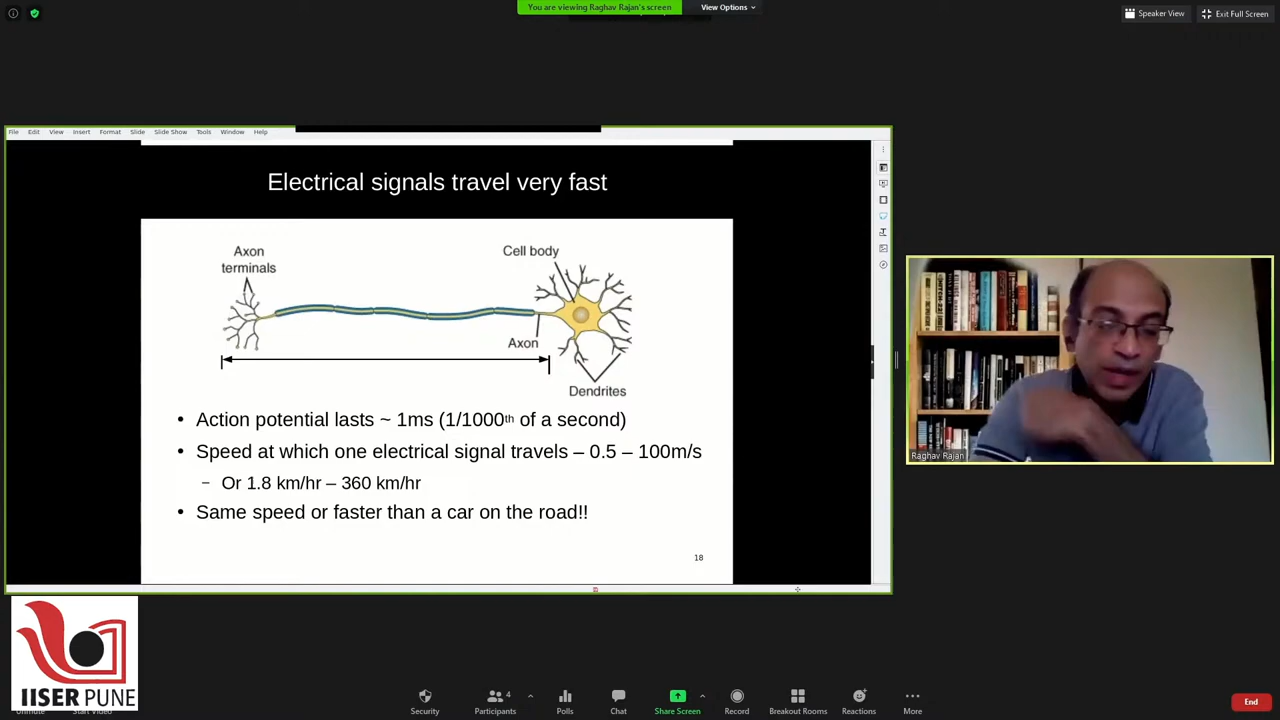 You are viewing Raghav Rajan's screen
View Options
Speaker View
Exit Full Screen
File Edit View Insert Format Slide Slide Show Tools Window Help
Electrical signals travel very fast
Axon
terminals
Cell body
Axon
Dendrites
• Action potential lasts ~ 1ms (1/1000th of a second)
• Speed at which one electrical signal travels – 0.5 – 100m/s
– Or 1.8 km/hr – 360 km/hr
• Same speed or faster than a car on the road!!
18
Raghav Rajan
IISER PUNE
Unmute
Start Video
Security
Participants 4
Polls
Chat
Share Screen
Record
Breakout Rooms
Reactions
More
End